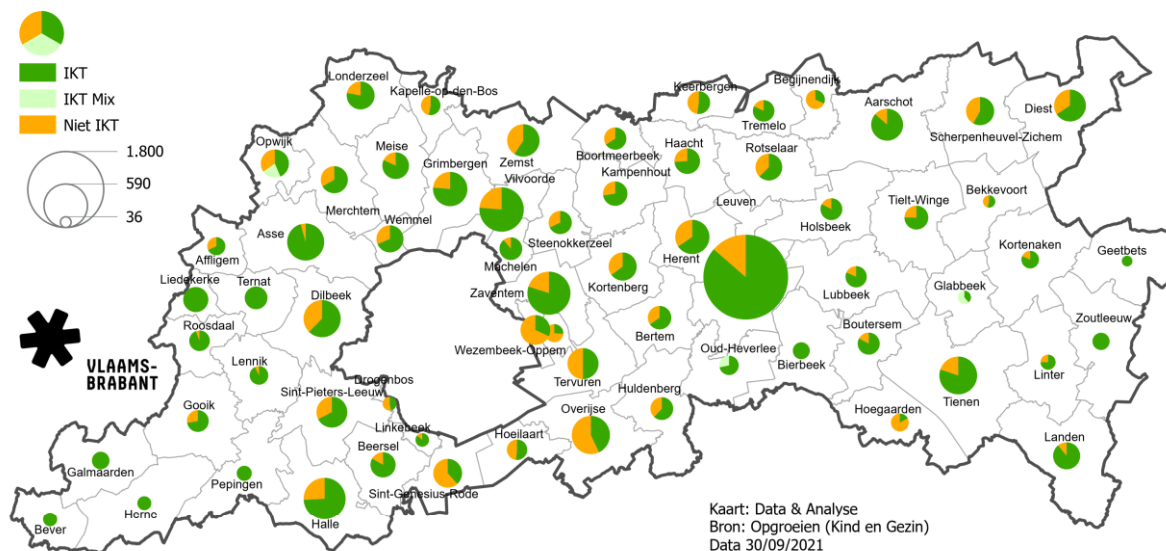 IKT
IKT Mix
Niet IKT
1.800
590
36
Londerzeel
Kapelle-op-den-Bos
Keerbergen
Begijnendijk
Tremelo
Aarschot
Scherpenheuvel-Zichem
Diest
Opwijk
Meise
Grimbergen
Zemst
Boortmeerbeek
Haacht
Rotselaar
Merchtem
Vilvoorde
Kampenhout
Leuven
Bekkevoort
Tielt-Winge
Holsbeek
Asse
Wemmel
Steenokkerzeel
Machelen
Herent
Kortenaken
Geetbets
Affligem
Liedekerke
Ternat
Dilbeek
Zaventem
Kortenberg
Lubbeek
Glabbeek
Zoutleeuw
Roosdaal
Wezembeek-Oppem
Bertem
Boutersem
VLAAMS-
BRABANT
Lennik
Tervuren
Oud-Heverlee
Bierbeek
Linter
Drogenbos
Sint-Pieters-Leeuw
Huldenberg
Tienen
Gooik
Overijse
Hoegaarden
Linkebeek
Hoeilaart
Beersel
Landen
Galmaarden
Pepingen
Sint-Genesius-Rode
Herne
Bever
Halle
Kaart: Data & Analyse
Bron: Opgroeien (Kind en Gezin)
Data 30/09/2021